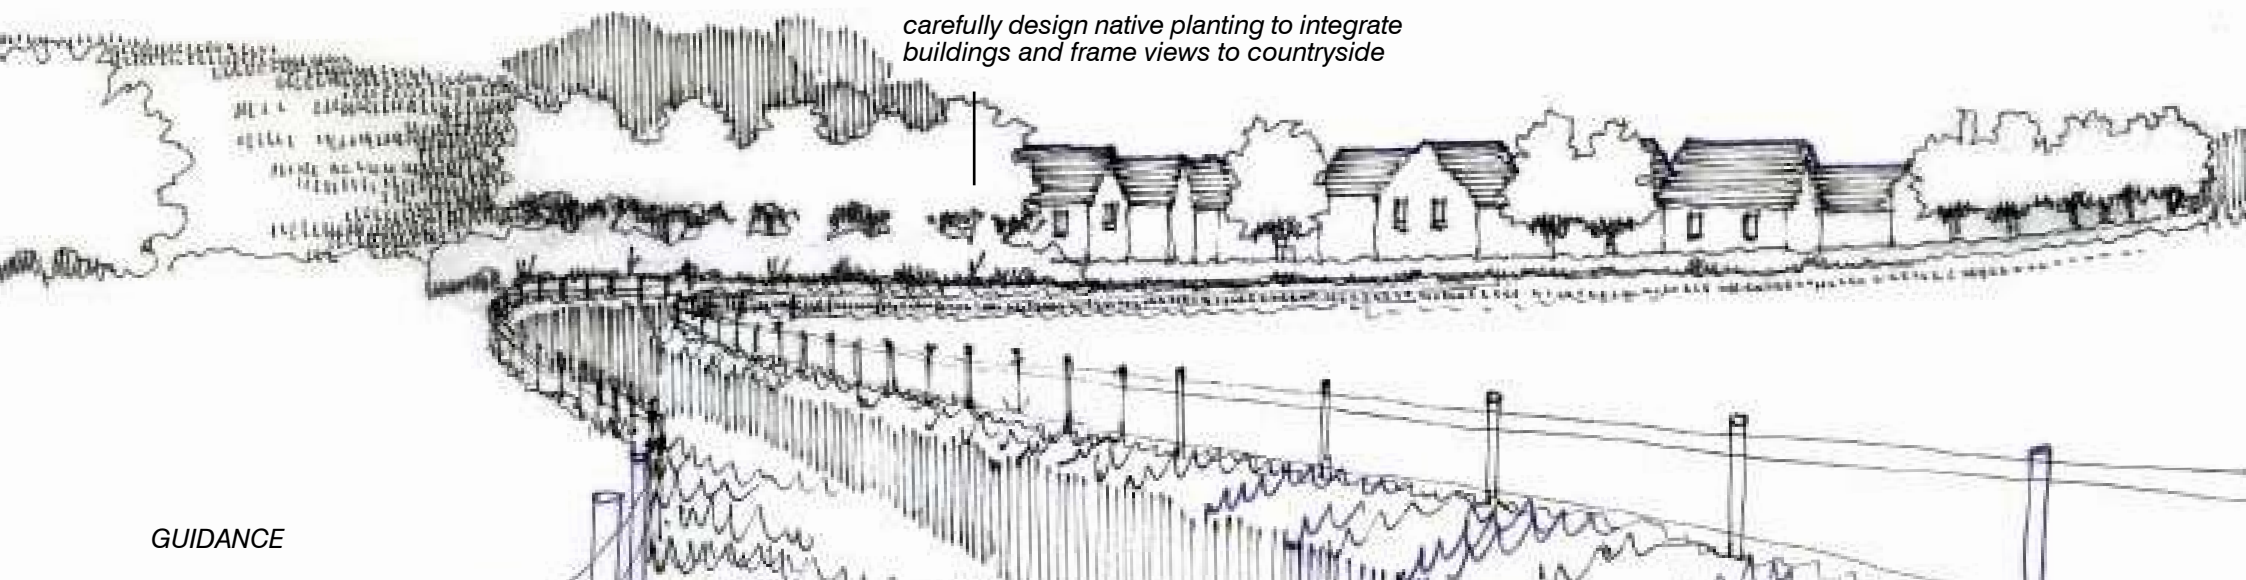 carefully design native planting to integrate
buildings and frame views to countryside
GUIDANCE